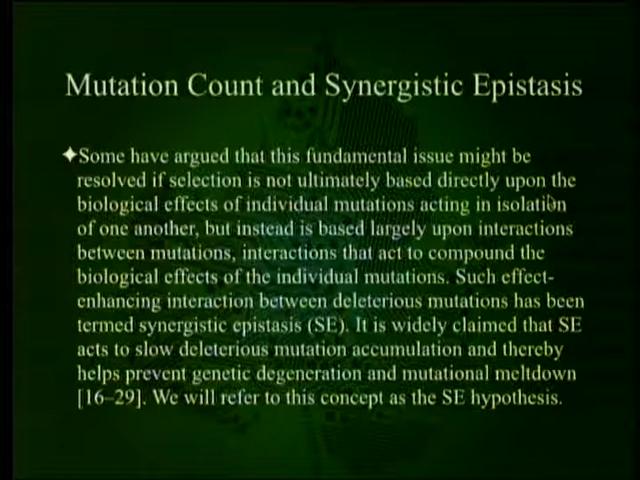 Mutation Count and Synergistic Epistasis
✦Some have argued that this fundamental issue might be
resolved if selection is not ultimately based directly upon the
biological effects of individual mutations acting in isolation
of one another, but instead is based largely upon interactions
between mutations, interactions that act to compound the
biological effects of the individual mutations. Such effect-
enhancing interaction between deleterious mutations has been
termed synergistic epistasis (SE). It is widely claimed that SE
acts to slow deleterious mutation accumulation and thereby
helps prevent genetic degeneration and mutational meltdown
[16–29]. We will refer to this concept as the SE hypothesis.